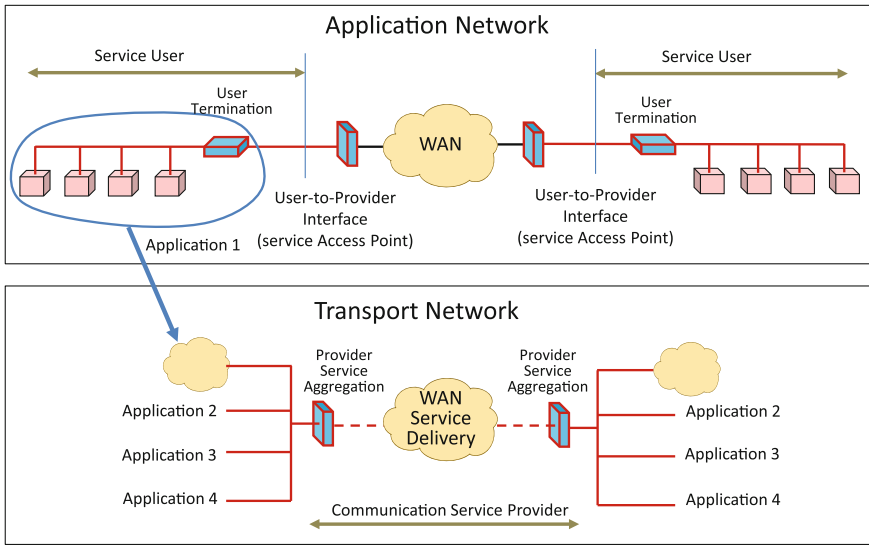 Application Network
Service User
Service User
User
Termination
User
Termination
WAN
User-to-Provider
Interface
(service Access Point)
User-to-Provider
Interface
(service Access Point)
Application 1
Transport Network
Provider
Service
Aggregation
Provider
Service
Aggregation
WAN
Service
Delivery
Application 2
Application 3
Application 4
Application 2
Application 3
Application 4
Communication Service Provider